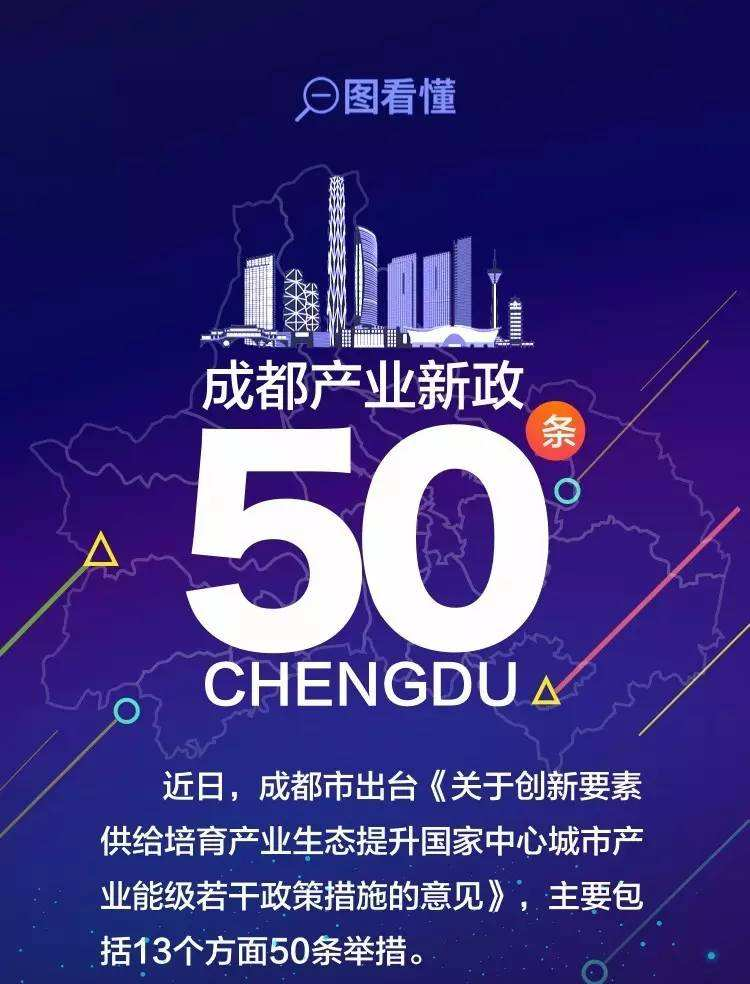 一图看懂
成都产业新政
50条
CHENGDU
近日，成都市出台《关于创新要素
供给培育产业生态提升国家中心城市产
业能级若干政策措施的意见》，主要包
括13个方面50条举措。